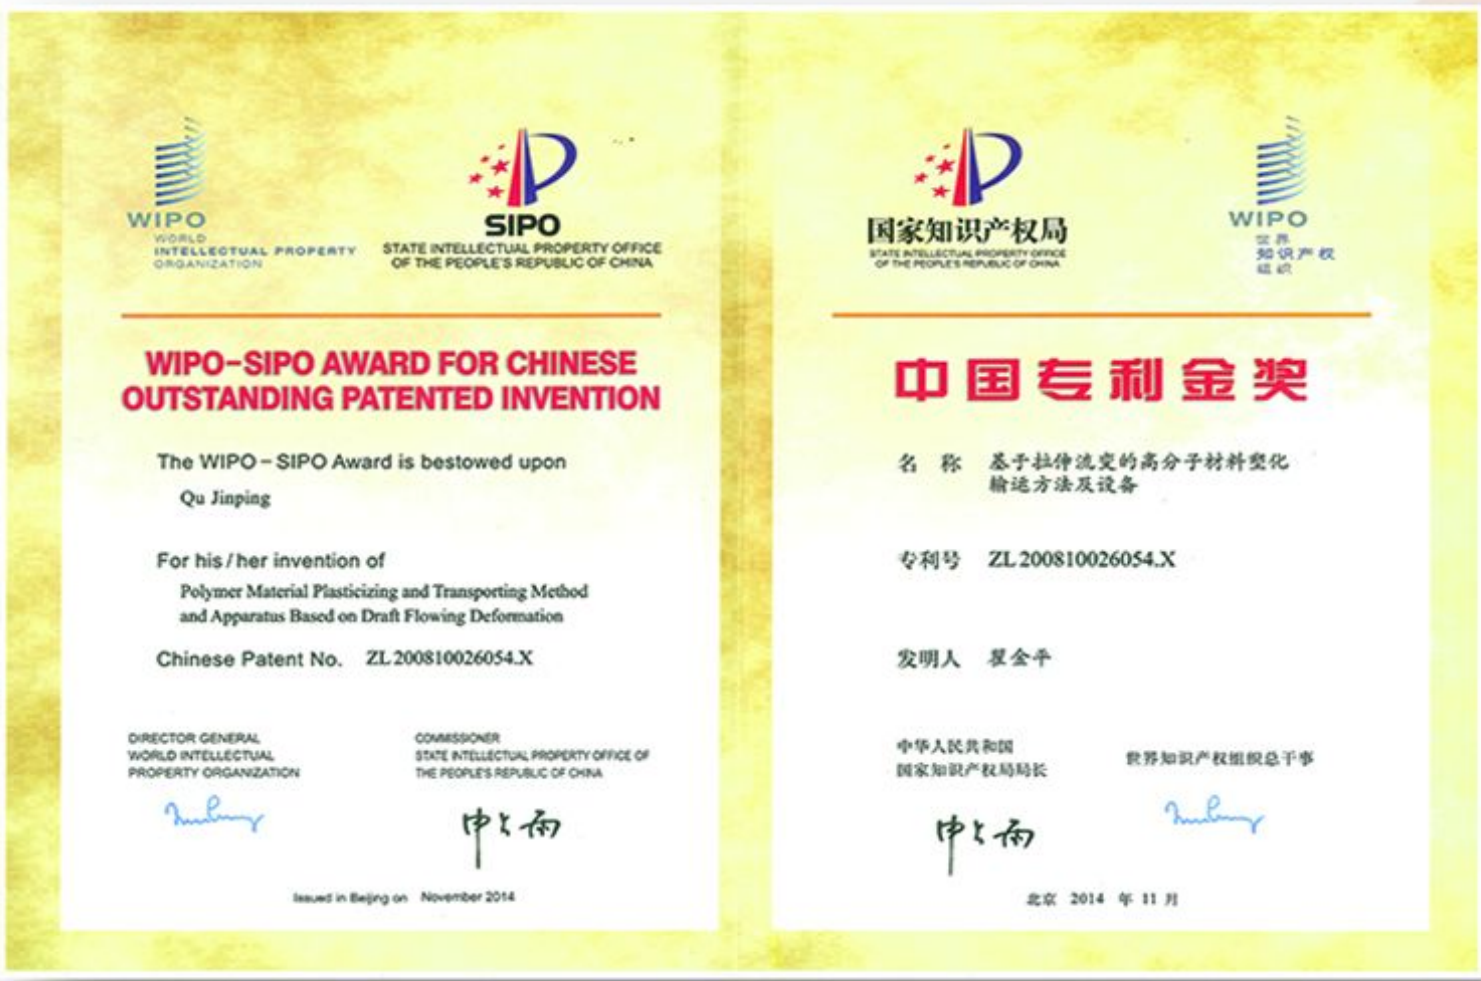 WIPO
WORLD
INTELLECTUAL PROPERTY
ORGANIZATION
SIPO
STATE INTELLECTUAL PROPERTY OFFICE
OF THE PEOPLE'S REPUBLIC OF CHINA
WIPO-SIPO AWARD FOR CHINESE
OUTSTANDING PATENTED INVENTION
The WIPO-SIPO Award is bestowed upon
Qu Jinping
For his/her invention of
Polymer Material Plasticizing and Transporting Method
and Apparatus Based on Draft Flowing Deformation
Chinese Patent No. ZL 200810026054.X
DIRECTOR GENERAL
WORLD INTELLECTUAL
PROPERTY ORGANIZATION
COMMISSIONER
STATE INTELLECTUAL PROPERTY OFFICE OF
THE PEOPLE'S REPUBLIC OF CHINA
申长雨
Issued in Beijing on November 2014
国家知识产权局
STATE INTELLECTUAL PROPERTY OFFICE
OF THE PEOPLE'S REPUBLIC OF CHINA
WIPO
世界
知识产权
组织
中国专利金奖
名 称 基于拉伸流变的高分子材料塑化
输运方法及设备
专利号 ZL 200810026054.X
发明人 瞿金平
中华人民共和国
国家知识产权局局长
世界知识产权组织总干事
申长雨
北京 2014 年 11 月